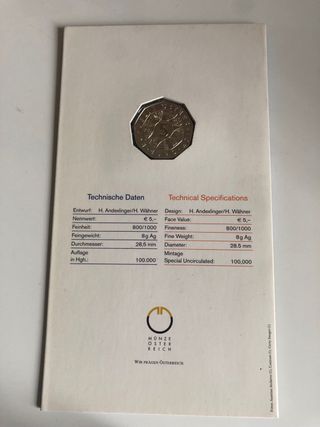 Technische Daten
Entwurf: H. Andexlinger/H. Wähner
Nennwert: € 5,–
Feinheit: 800/1000
Feingewicht: 8g Ag
Durchmesser: 28,5 mm
Auflage
in Hgh.: 100,000
Technical Specifications
Design: H. Andexlinger/H. Wähner
Face Value: € 5,–
Fineness: 800/1000
Fine Weight: 8g Ag
Diameter: 28.5 mm
Mintage
Special Uncirculated: 100,000
MÜNZE
ÖSTER
REICH
WIR PRÄGEN ÖSTERREICH.